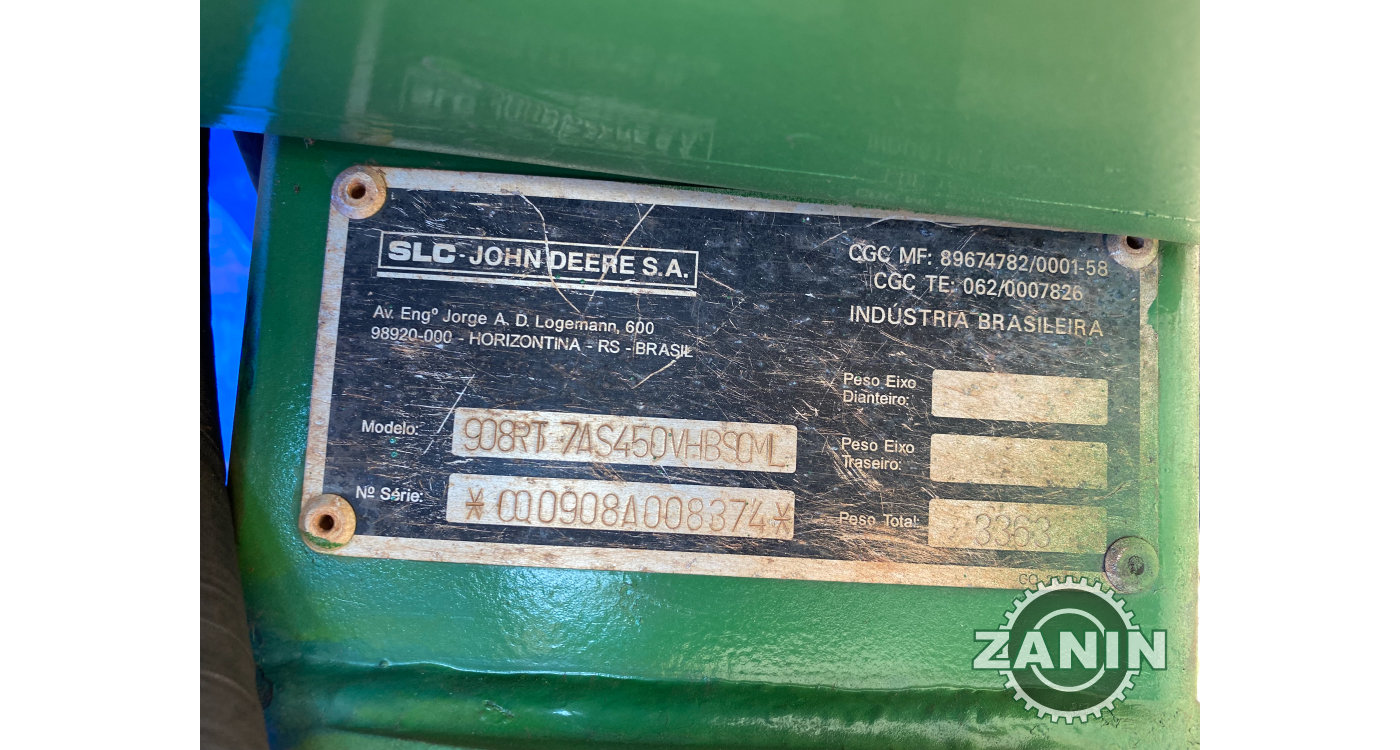 SLC - JOHN DEERE S.A.
Av. Engº Jorge A. D. Logemann, 600
98920-000 - HORIZONTINA - RS - BRASIL
CGC MF: 89674782/0001-58
CGC TE: 062/0007826
INDÚSTRIA BRASILEIRA
Modelo: 908RT 7AS450VHBSOML
Nº Série: *CQ0908A008374*
Peso Eixo
Dianteiro:
Peso Eixo
Traseiro:
Peso Total: 3363
ZANIN